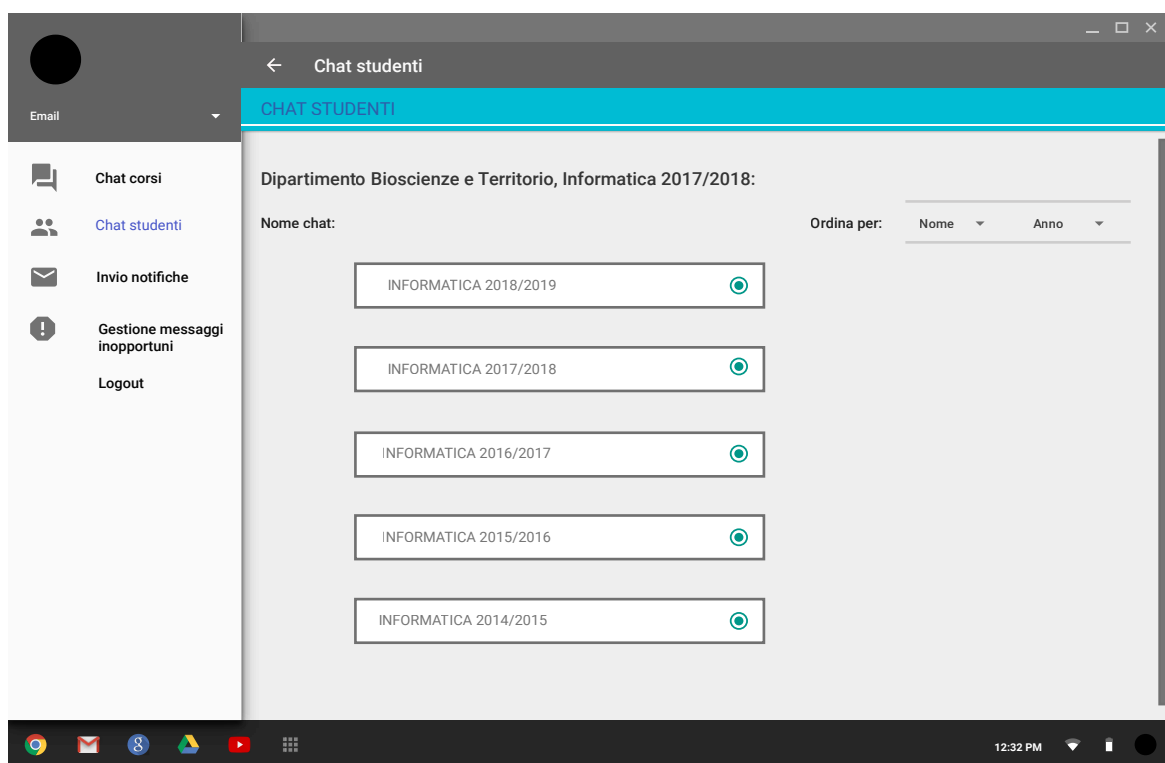 Chat studenti
Email
CHAT STUDENTI
Chat corsi
Chat studenti
Invio notifiche
Gestione messaggi
inopportuni
Logout
Dipartimento Bioscienze e Territorio, Informatica 2017/2018:
Nome chat:
Ordina per:
Nome
Anno
INFORMATICA 2018/2019
INFORMATICA 2017/2018
INFORMATICA 2016/2017
INFORMATICA 2015/2016
INFORMATICA 2014/2015
8
12:32 PM